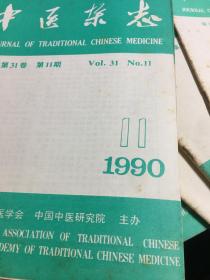 中医杂志
JOURNAL OF TRADITIONAL CHINESE MEDICINE
第31卷 第11期 Vol. 31 No.11
11
1990
医学会 中国中医研究院 主办
ASSOCIATION OF TRADITIONAL CHINESE
ADEMY OF TRADITIONAL CHINESE MEDICINE